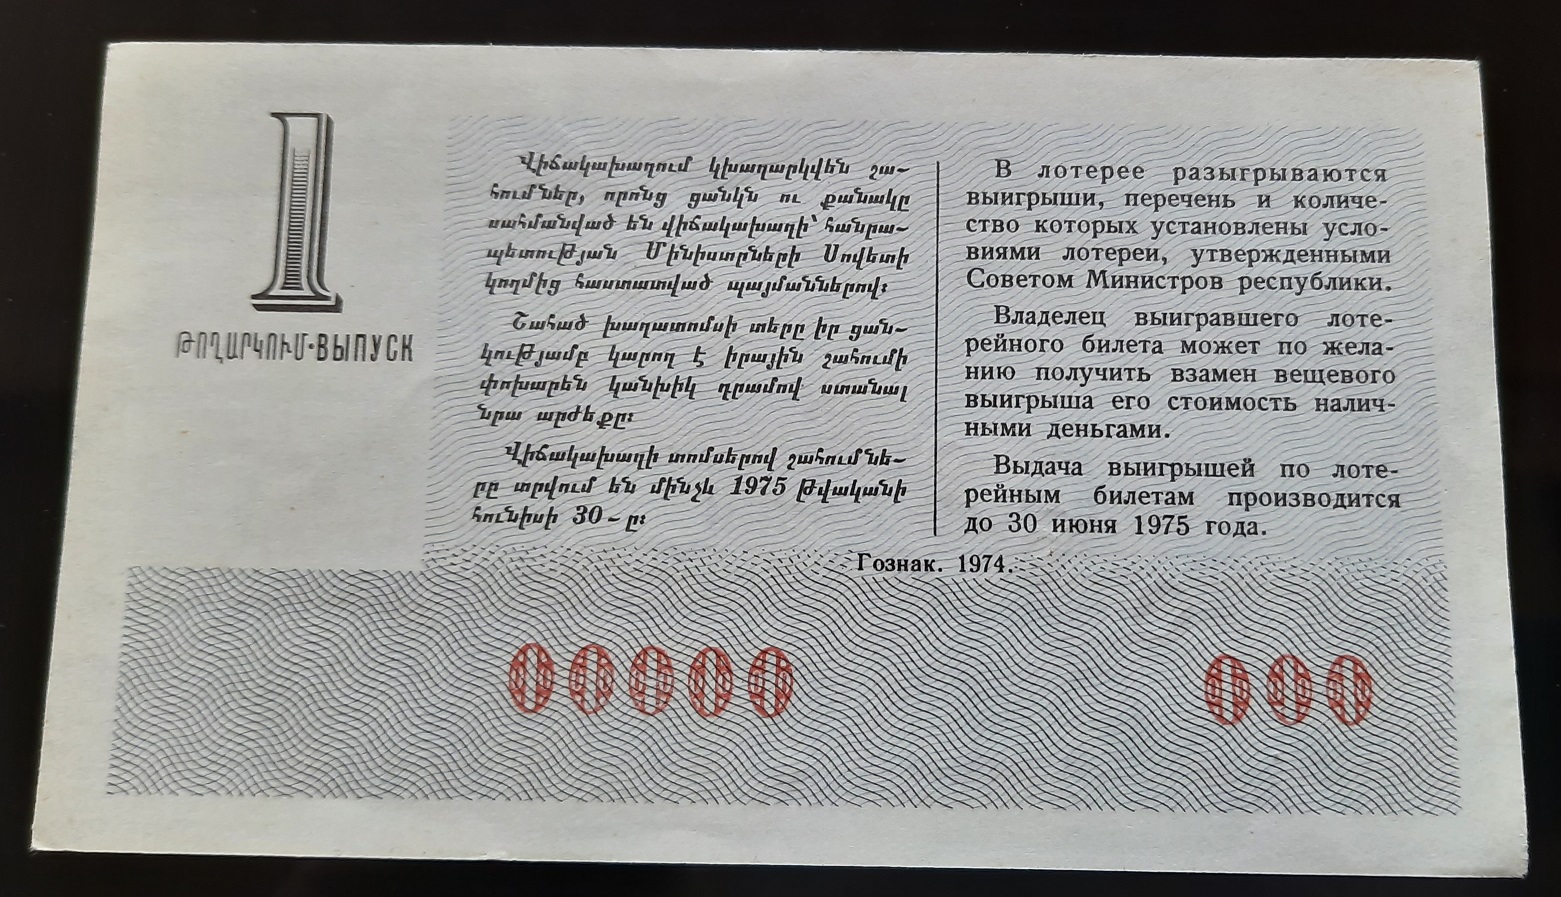 1
ԹՈՂԱՐԿՈՒՄ·ВЫПУСК
Վիճակախաղում կխաղարկվեն շա-
հումներ, որոնց ցանկն ու քանակը
սահմանված են վիճակախաղի՝ հանրա-
պետության Մինիստրների Սովետի
կողմից հաստատված պայմաններով։
Շահած խաղատոմսի տերը իր ցան-
կությամբ կարող է իրային շահումի
փոխարեն կանխիկ դրամով ստանալ
նրա արժեքը։
Վիճակախաղի տոմսերով շահումնե-
րը տրվում են մինչև 1975 թվականի
հունիսի 30-ը։
В лотерее разыгрываются
выигрыши, перечень и количе-
ство которых установлены усло-
виями лотереи, утвержденными
Советом Министров республики.
Владелец выигравшего лоте-
рейного билета может по жела-
нию получить взамен вещевого
выигрыша его стоимость налич-
ными деньгами.
Выдача выигрышей по лоте-
рейным билетам производится
до 30 июня 1975 года.
Гознак. 1974.
00000 000